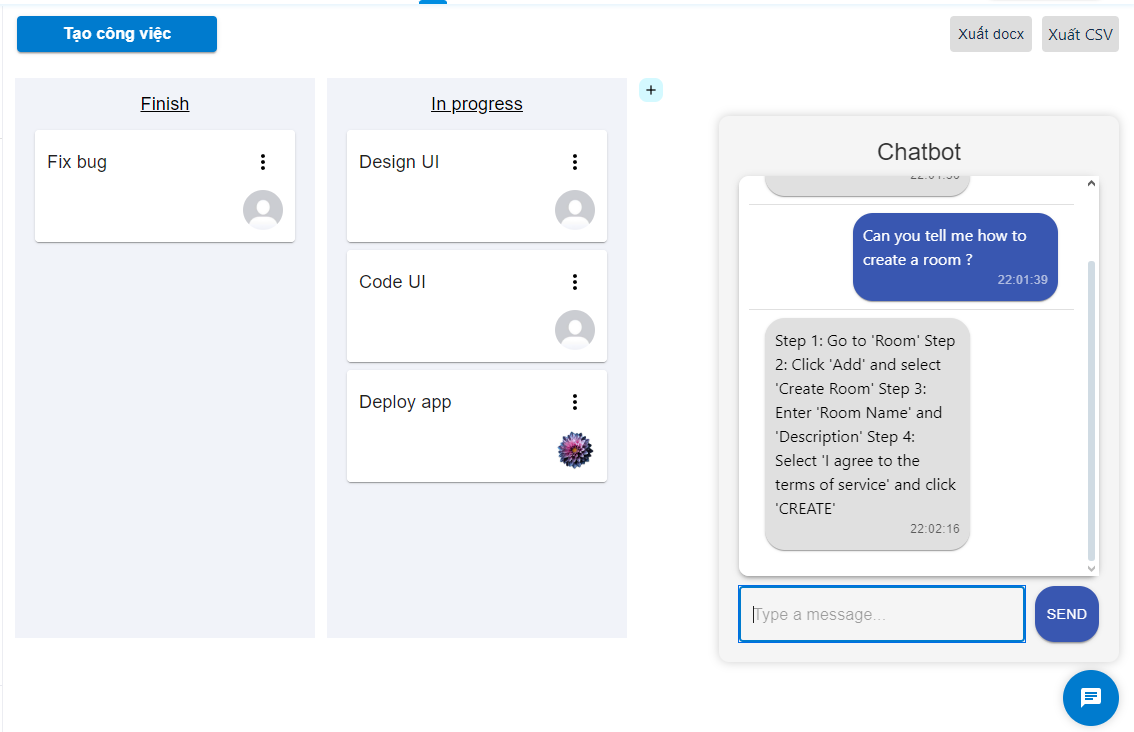 Tạo công việc
Xuất docx
Xuất CSV
Finish
Fix bug
In progress
Design UI
Code UI
Deploy app
+
Chatbot
Can you tell me how to
create a room ?
22:01:39
Step 1: Go to 'Room' Step
2: Click 'Add' and select
'Create Room' Step 3:
Enter 'Room Name' and
'Description' Step 4:
Select 'I agree to the
terms of service' and click
'CREATE'
22:02:16
Type a message...
SEND